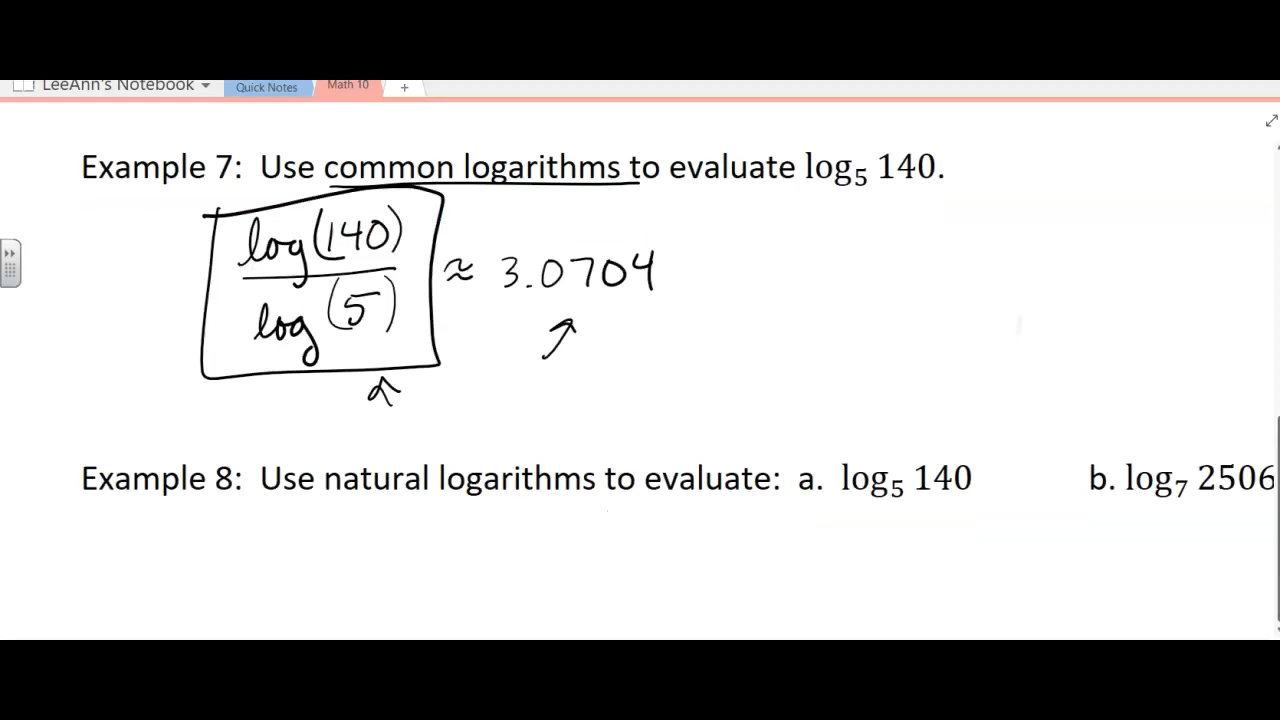 LeeAnn's Notebook Quick Notes Math 10 +
Example 7: Use common logarithms to evaluate log₅ 140.
log(140)
log(5)
≈ 3.0704
Example 8: Use natural logarithms to evaluate: a. log₅ 140 b. log₇ 2506